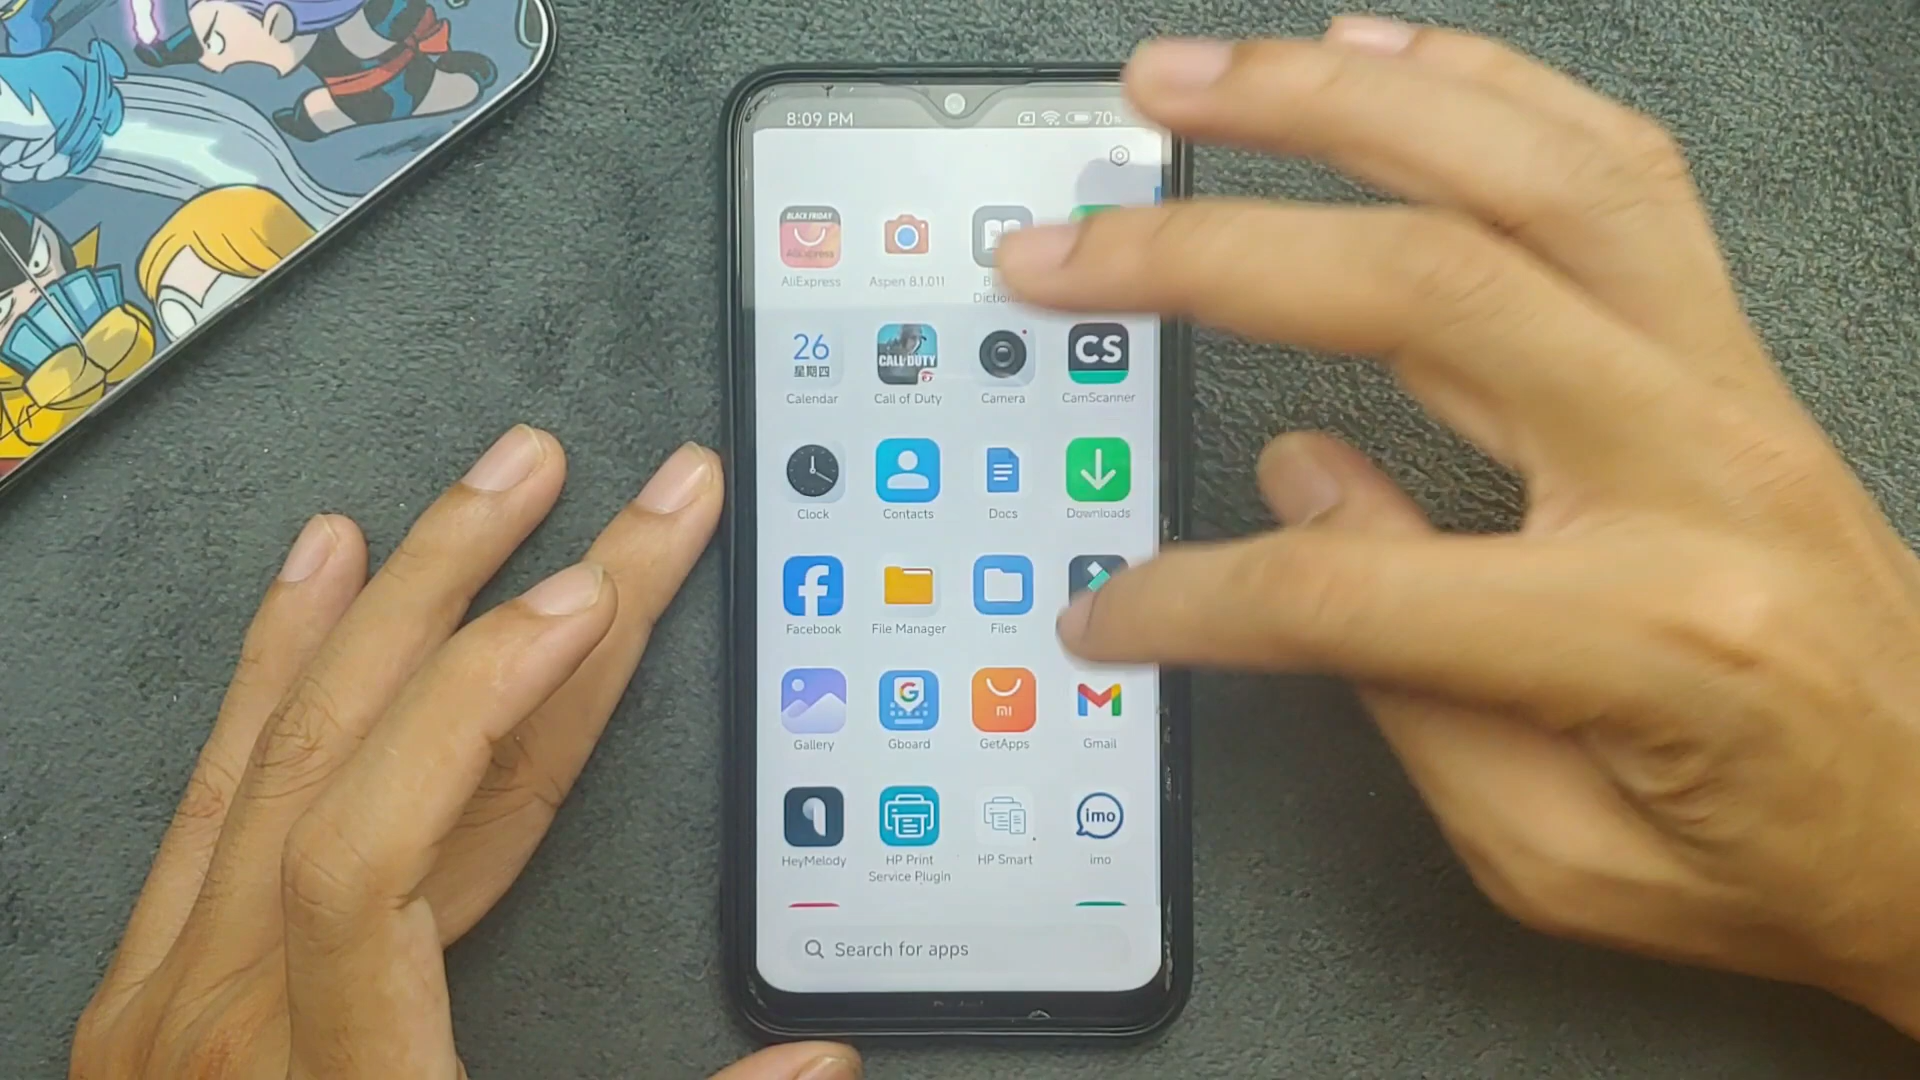 8:09 PM
70%
BLACK FRIDAY
AliExpress
AliExpress
Aspen 8.1.011
26
星期四
CALL OF DUTY
CS
Calendar
Call of Duty
Camera
CamScanner
Clock
Contacts
Docs
Downloads
Facebook
File Manager
Files
G
mi
Gallery
Gboard
GetApps
Gmail
imo
HeyMelody
HP Print
Service Plugin
HP Smart
imo
Search for apps